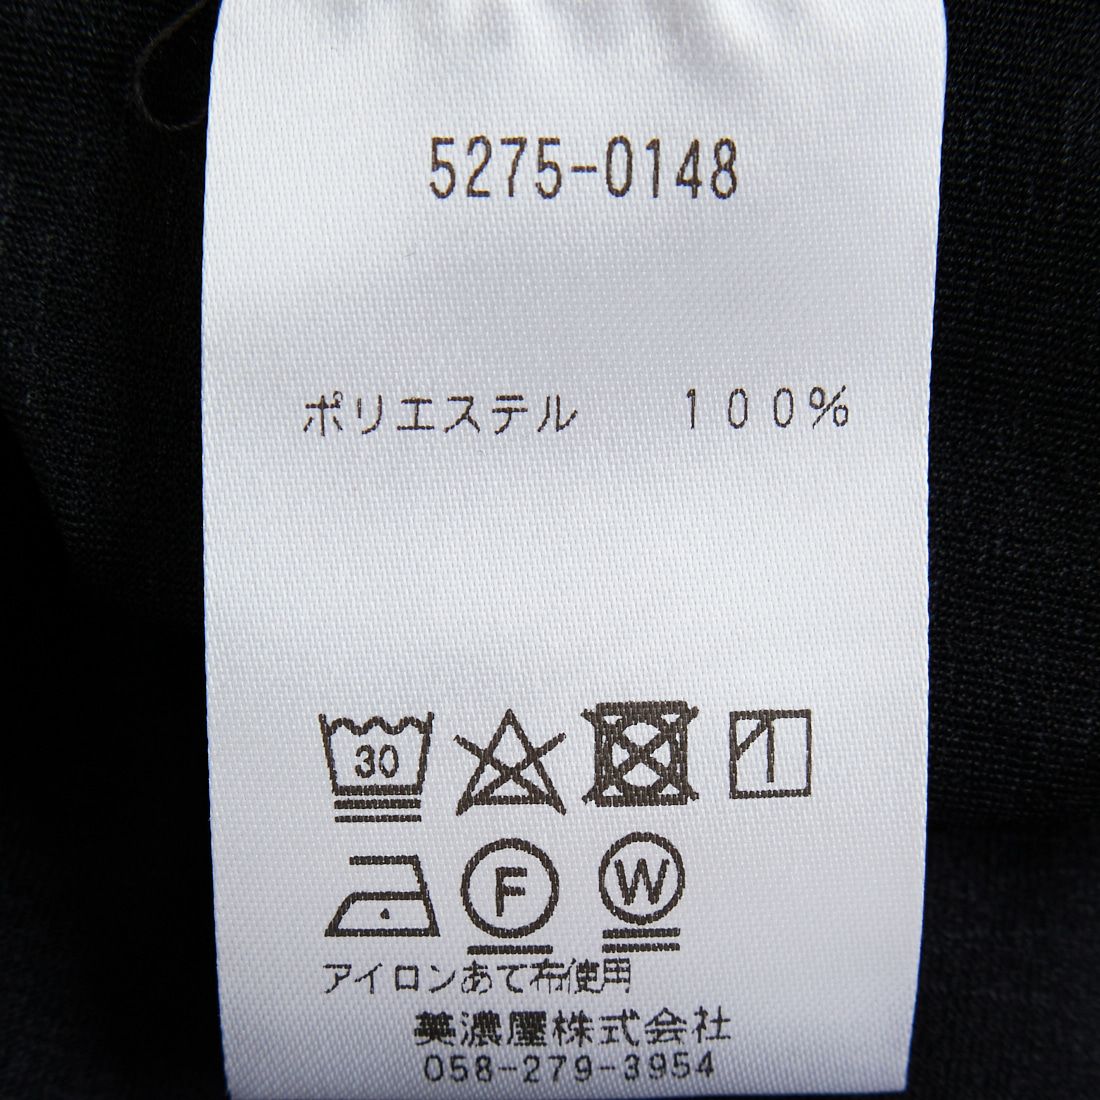 5275-0148
ポリエステル 100%
30
F W
アイロンあて布使用
美濃屋株式会社
058-279-3954